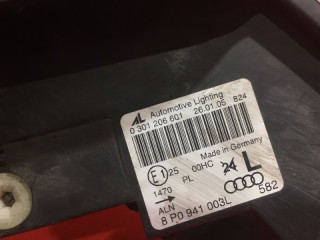 AL Automotive Lighting
0 301 206 601 26.01.05 824
Made in Germany
E1 25 00HC 24 L
1470 PL
ALN 582
8 P0 941 003L